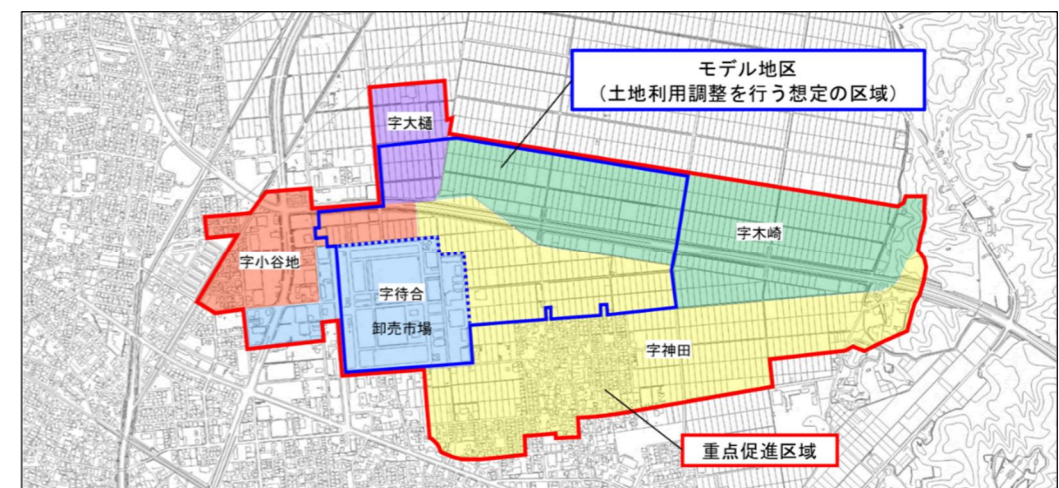 モデル地区
（土地利用調整を行う想定の区域）
字大樋
字木崎
字小谷地
字待合
卸売市場
字神田
重点促進区域